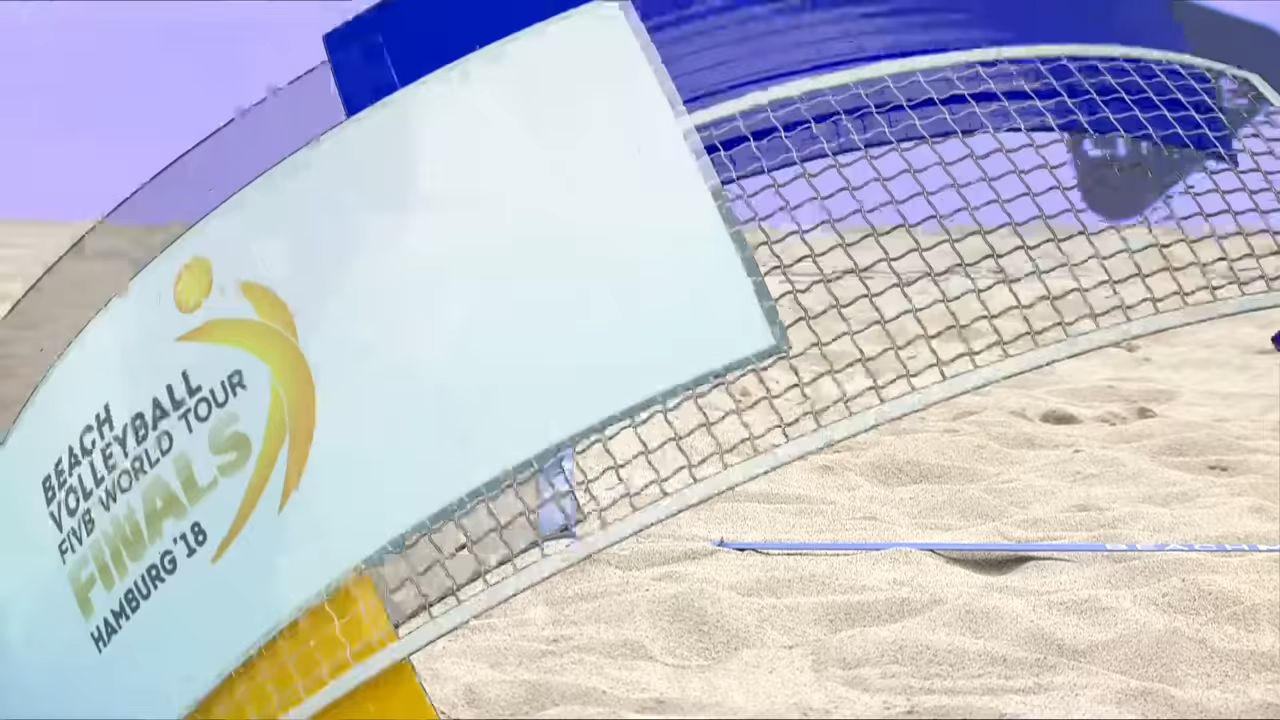 BEACH
VOLLEYBALL
FIVB WORLD TOUR
FINALS
HAMBURG '18